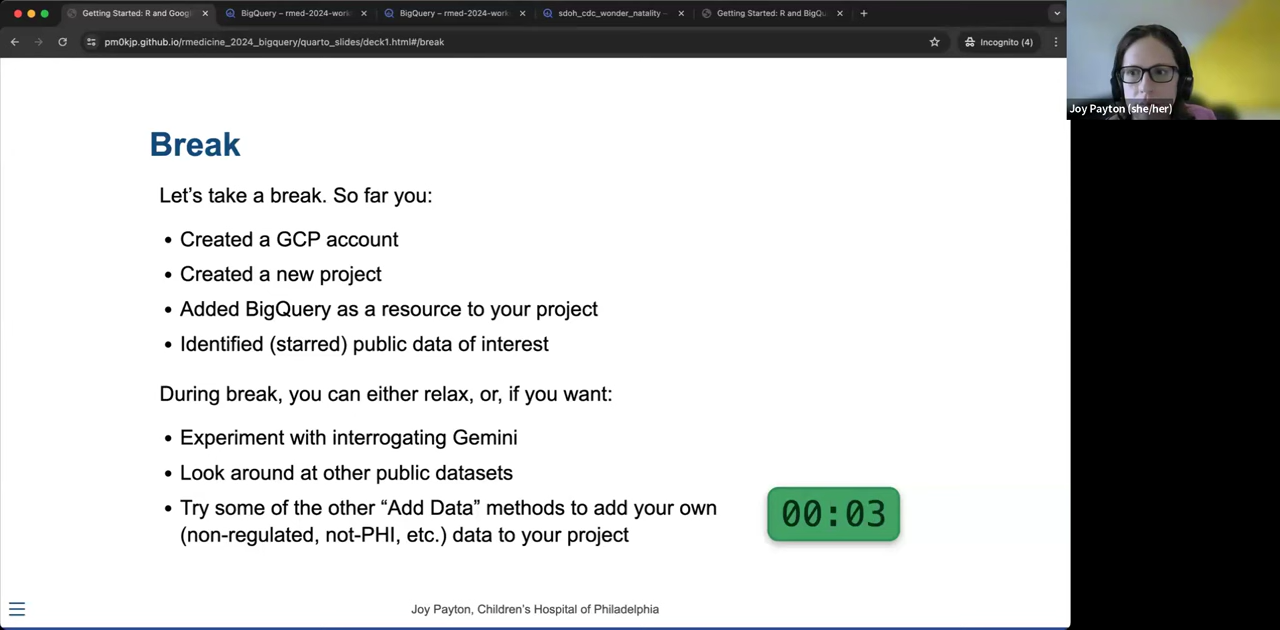 Getting Started: R and Goog
BigQuery – rmed-2024-work
BigQuery – rmed-2024-work
sdoh_cdc_wonder_natality –
Getting Started: R and BigQu
pm0kjp.github.io/rmedicine_2024_bigquery/quarto_slides/deck1.html#/break
Incognito (4)
Joy Payton (she/her)
Break
Let’s take a break. So far you:
• Created a GCP account
• Created a new project
• Added BigQuery as a resource to your project
• Identified (starred) public data of interest
During break, you can either relax, or, if you want:
• Experiment with interrogating Gemini
• Look around at other public datasets
• Try some of the other “Add Data” methods to add your own
(non-regulated, not-PHI, etc.) data to your project
00:03
Joy Payton, Children’s Hospital of Philadelphia